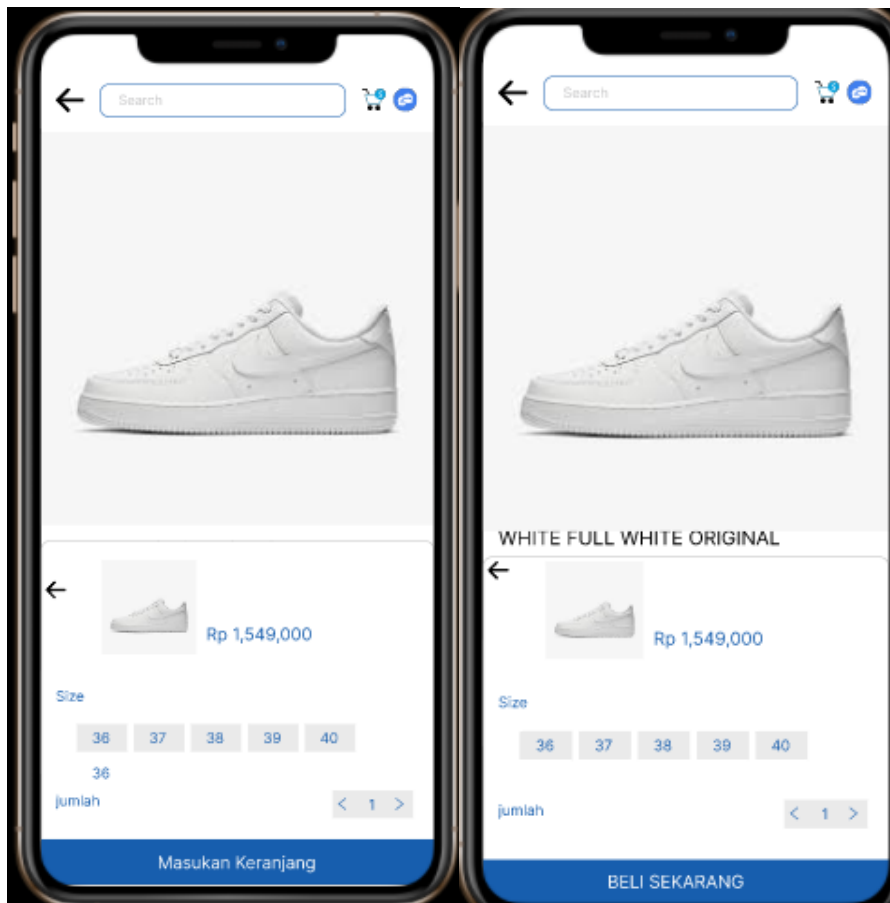 Search
Rp 1,549,000
Size
36 37 38 39 40
36
jumlah
< 1 >
Masukan Keranjang
Search
WHITE FULL WHITE ORIGINAL
Rp 1,549,000
Size
36 37 38 39 40
jumlah
< 1 >
BELI SEKARANG